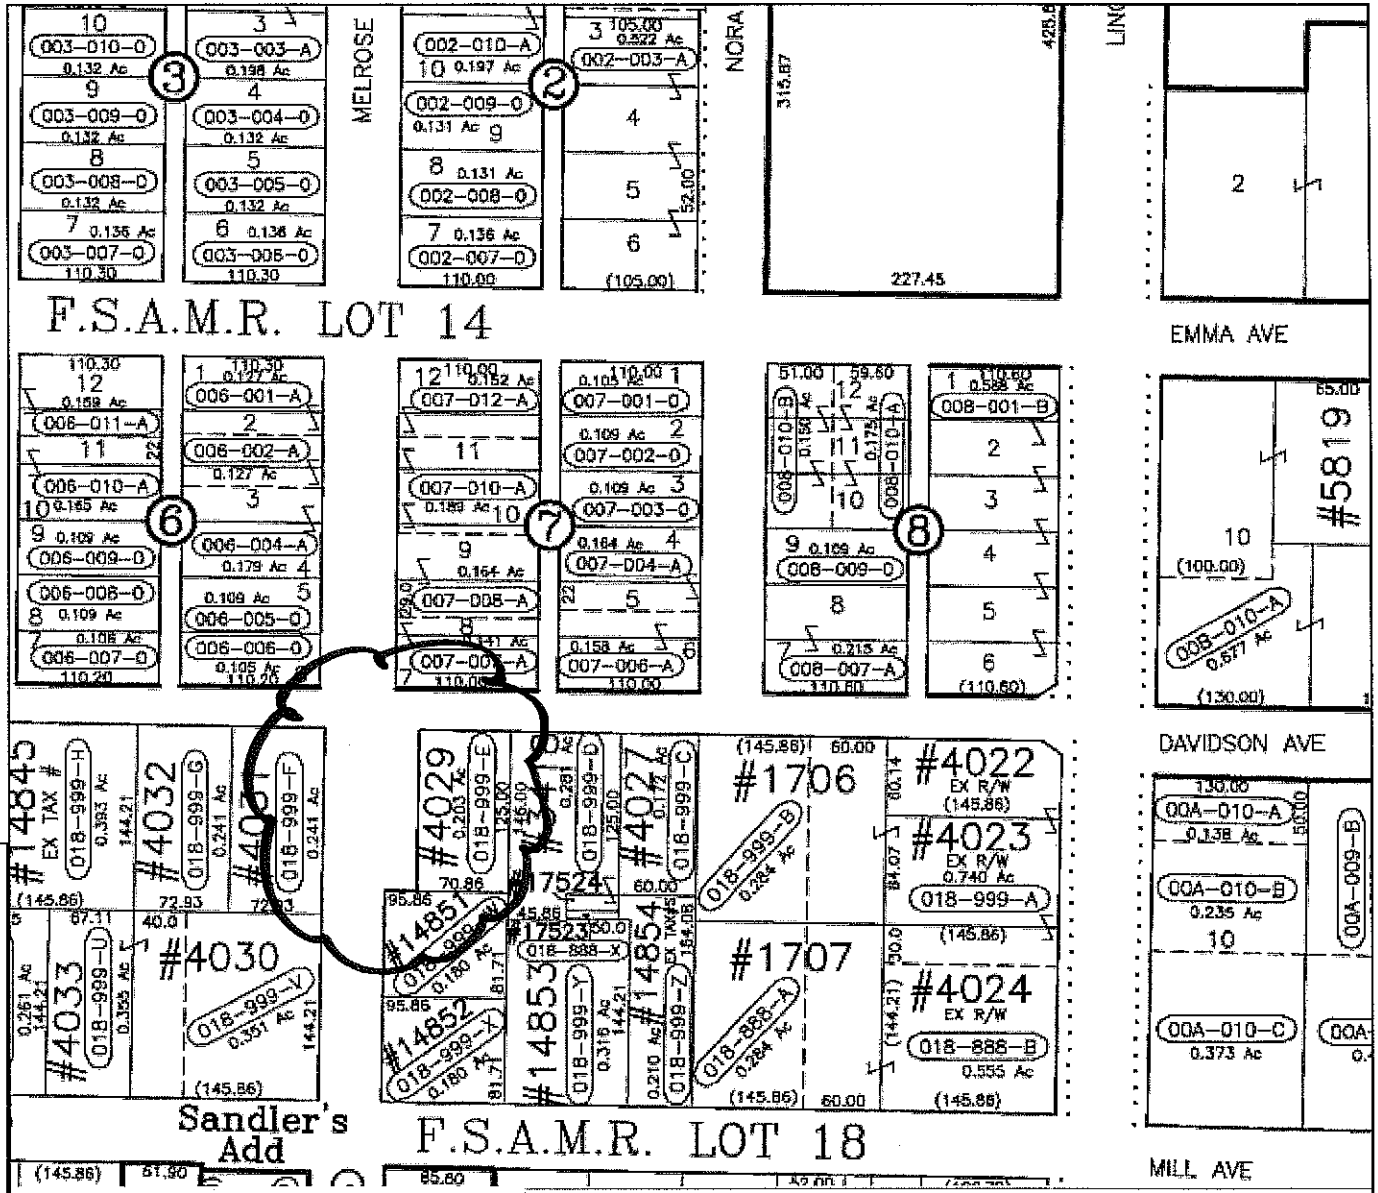 10
003-010-0
0.132 Ac
9
003-009-0
0.132 Ac
8
003-008-0
0.132 Ac
7 0.136 Ac
003-007-0
110.30
3
3
003-003-A
0.198 Ac
4
003-004-0
0.132 Ac
5
003-005-0
0.132 Ac
6 0.136 Ac
003-006-0
110.30
MELROSE
002-010-A
10 0.197 Ac
002-009-0
0.131 Ac 9
8 0.131 Ac
002-008-0
7 0.136 Ac
002-007-0
110.00
2
3 105.00
0.522 Ac
002-003-A
4
5
52.00
6
(105.00)
NORA
315.87
227.45
2
F.S.A.M.R. LOT 14
EMMA AVE
110.30
12
0.159 Ac
006-011-A
11
22
006-010-A
10 0.165 Ac
9 0.109 Ac
006-009-0
006-008-0
8 0.109 Ac
7 0.106 Ac
006-007-0
110.20
6
1 110.30
0.127 Ac
006-001-A
2
006-002-A
0.127 Ac
3
006-004-A
0.179 Ac 4
0.109 Ac 5
006-005-0
006-006-0
0.105 Ac
110.20
12 110.00
0.152 Ac
007-012-A
11
007-010-A
0.189 Ac 10
9
0.164 Ac
29.0
007-008-A
8
0.141 Ac
7
110.00
7
110.00 1
0.105 Ac
007-001-0
0.109 Ac 2
007-002-0
0.109 Ac 3
007-003-0
0.164 Ac 4
007-004-A
22
5
0.158 Ac 6
007-006-A
110.00
51.00 59.60
12
008-010-B
0.150 Ac
11
0.175 Ac
008-010-A
10
9 0.109 Ac
008-009-0
8
7 0.213 Ac
008-007-A
110.60
8
1 110.60
0.588 Ac
008-001-B
2
3
4
5
6
(110.60)
65.00
#5819
10
(100.00)
00B-010-A
0.677 Ac
(130.00)
DAVIDSON AVE
EX TAX #
018-999-H
0.393 Ac
144.21
(145.86)
#4032
018-999-G
0.241 Ac
72.93
018-999-F
0.241 Ac
72.93
#4029
0.203 Ac
018-999-E
125.00
70.86
0.281 Ac
018-999-D
125.00
#17524
#4027
0.172 Ac
018-999-C
60.00
(145.86) 60.00
#1706
018-999-B
0.284 Ac
#4022
EX R/W
(145.86)
60.14
#4023
EX R/W
0.740 Ac
018-999-A
84.07
(145.86)
130.00
00A-010-A
0.138 Ac
50.00
00A-010-B
0.235 Ac
10
00A-009-B
00A-010-C
0.373 Ac
0.261 Ac
144.21
67.11
#4033
018-999-U
0.355 Ac
40.0
#4030
018-999-V
0.351 Ac
144.21
(145.86)
95.86
#14851
0.180 Ac
81.71
95.86
#14852
018-999-X
0.180 Ac
81.71
45.86
#17523
50.0
018-888-X
#14853
018-999-Y
0.316 Ac
144.21
#14854
164.08
0.210 Ac
018-999-Z
#1707
018-888-A
0.284 Ac
(145.86) 60.00
30.0
(144.21)
#4024
EX R/W
018-888-B
0.555 Ac
(145.86)
Sandler's
Add
F.S.A.M.R. LOT 18
MILL AVE
(145.86)
61.90
85.60